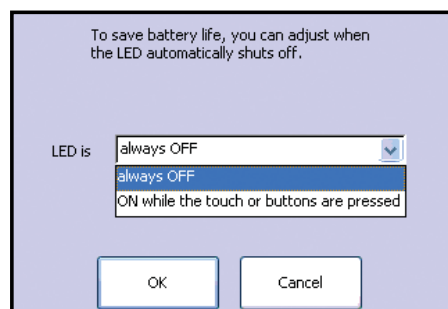 To save battery life, you can adjust when
the LED automatically shuts off.
LED is always OFF
always OFF
ON while the touch or buttons are pressed
OK Cancel